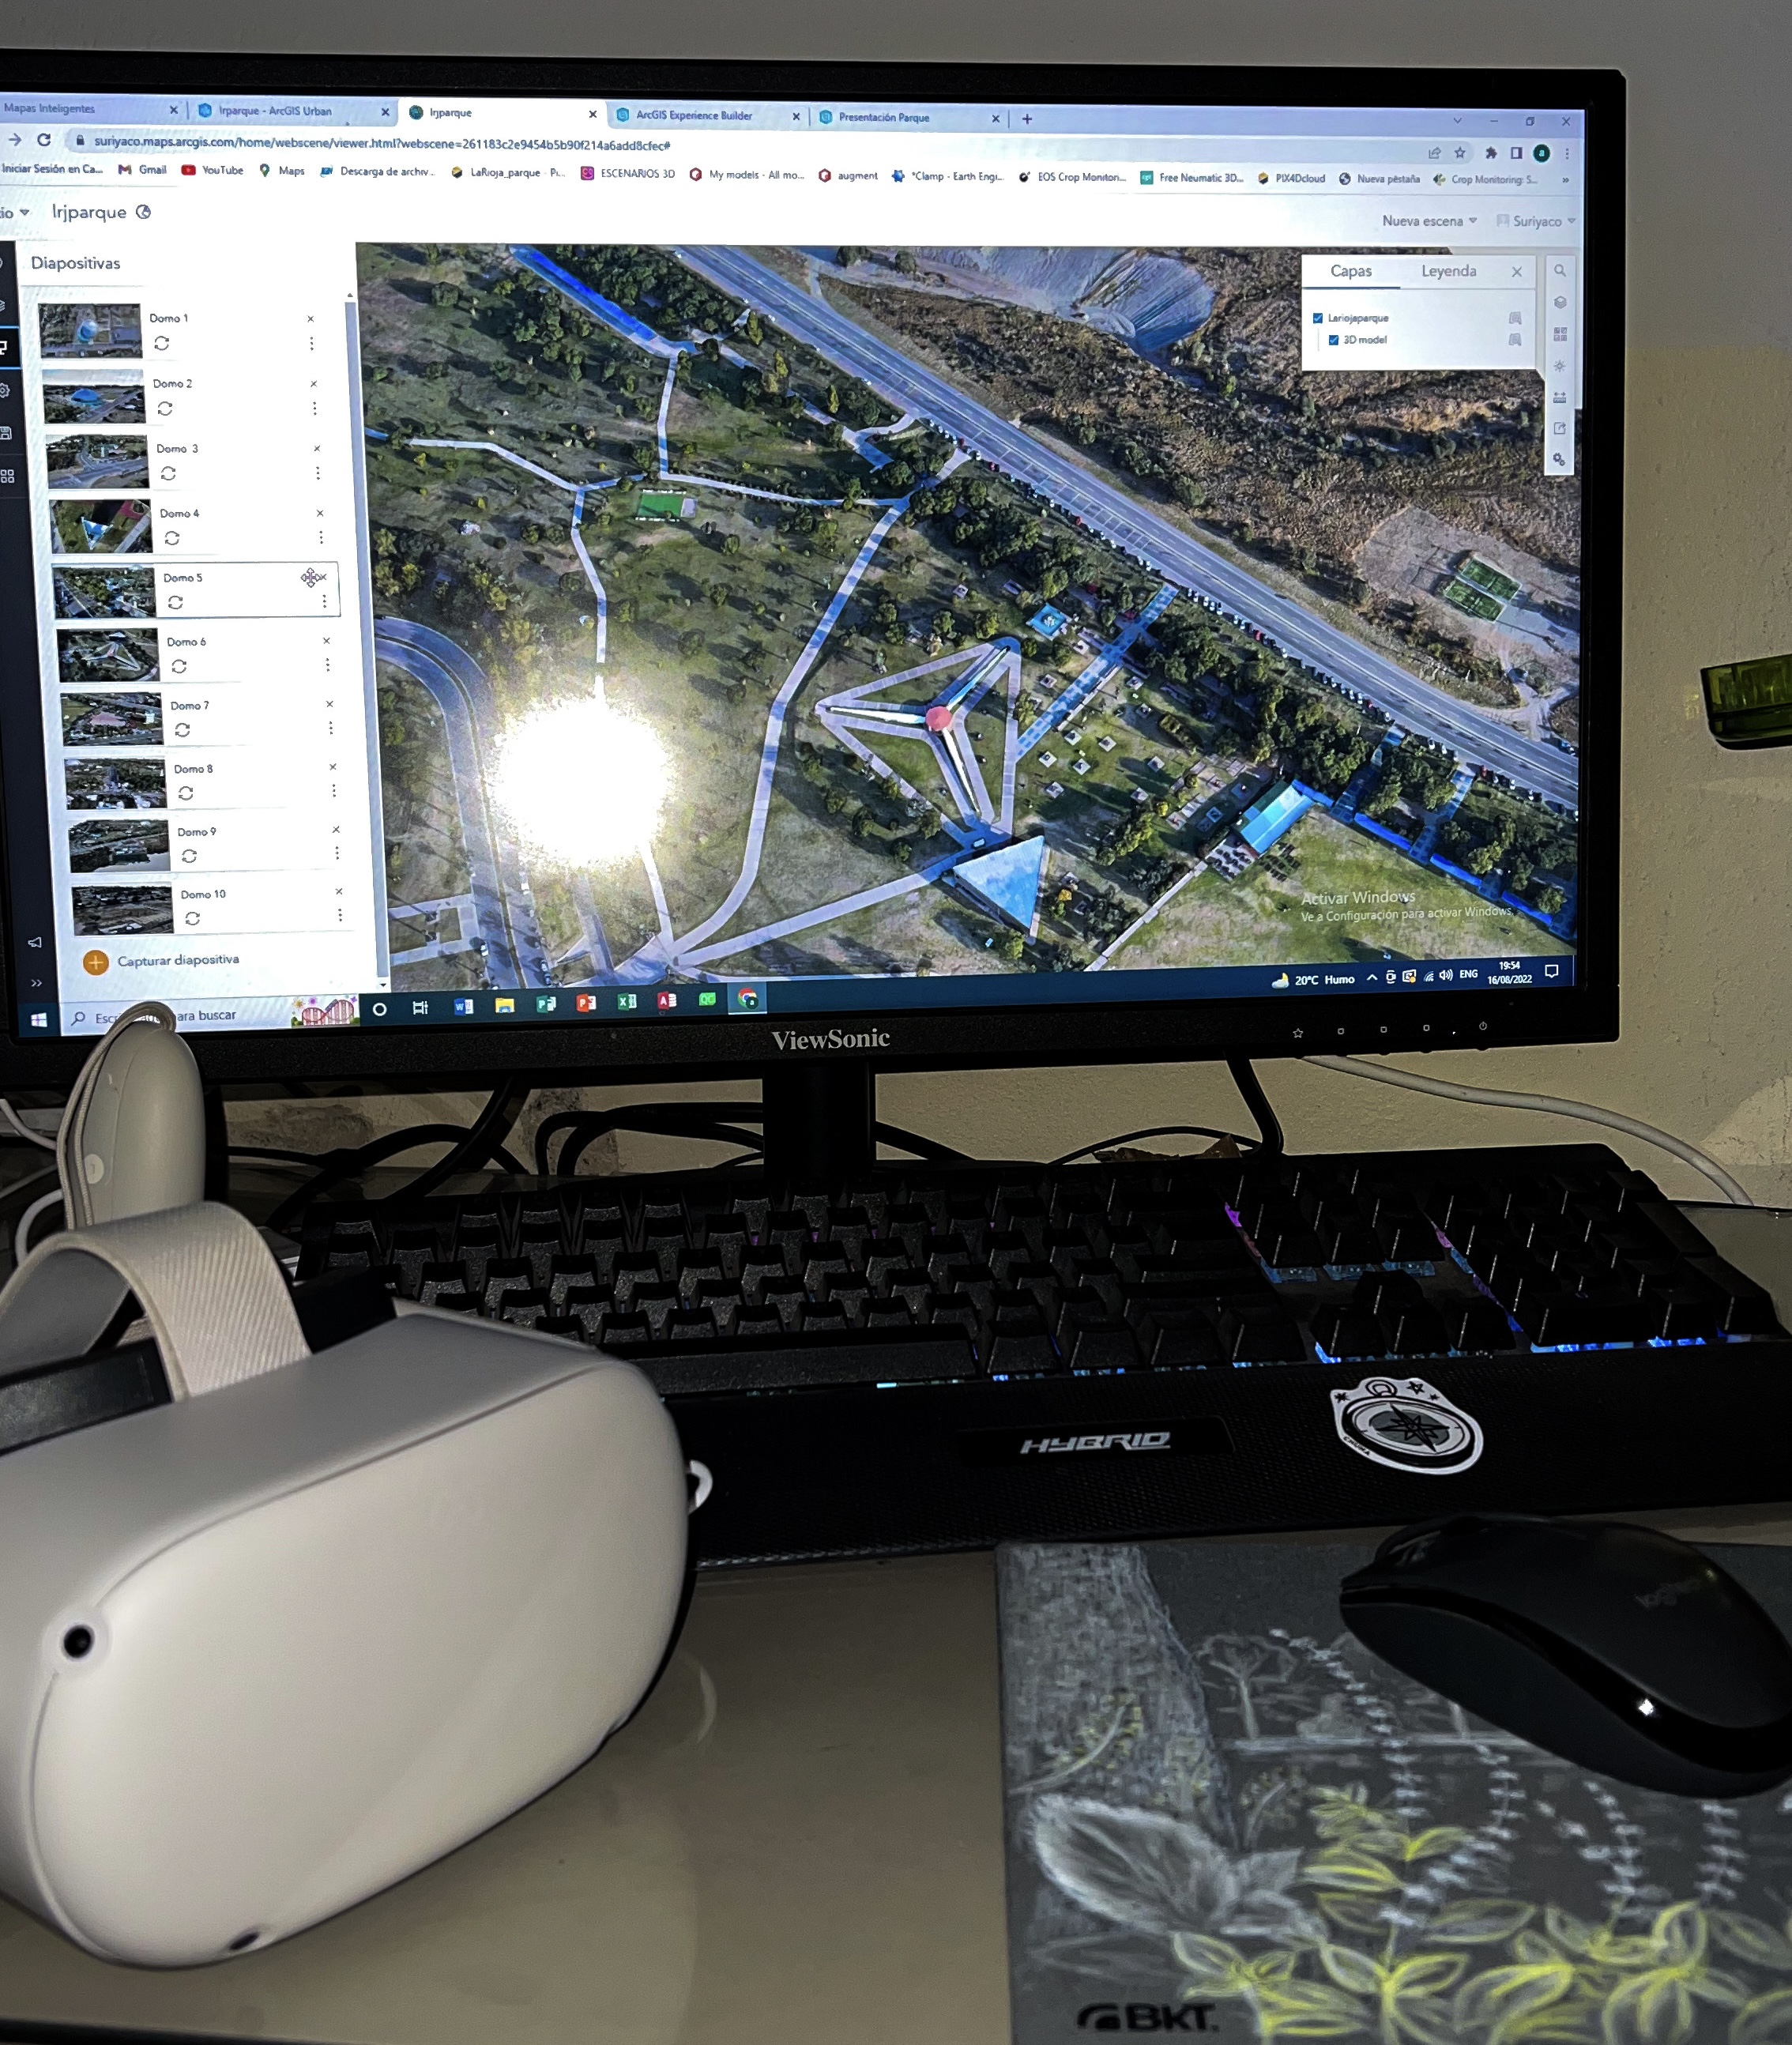 Mapas Inteligentes
lrparque - ArcGIS Urban
lrjparque
ArcGIS Experience Builder
Presentación Parque
suriyaco.maps.arcgis.com/home/webscene/viewer.html?webscene=261183c2e9454b5b90f214a6add8cfec#
Iniciar Sesión en Ca...
Gmail
YouTube
Maps
Descarga de archiv...
LaRioja_parque - Pi...
ESCENARIOS 3D
My models - All mo...
augment
*Clamp - Earth Engi...
EOS Crop Moniton...
Free Neumatic 3D...
PIX4Dcloud
Nueva pestaña
Crop Monitoring: S...
lrjparque
Nueva escena
Suriyaco
Diapositivas
Capas
Leyenda
Lariojaparque
3D model
Domo 1
Domo 2
Domo 3
Domo 4
Domo 5
Domo 6
Domo 7
Domo 8
Domo 9
Domo 10
Capturar diapositiva
Activar Windows
Ve a Configuración para activar Windows.
para buscar
20°C Humo
ENG
19:54
16/08/2022
ViewSonic
HYBRID
BKT